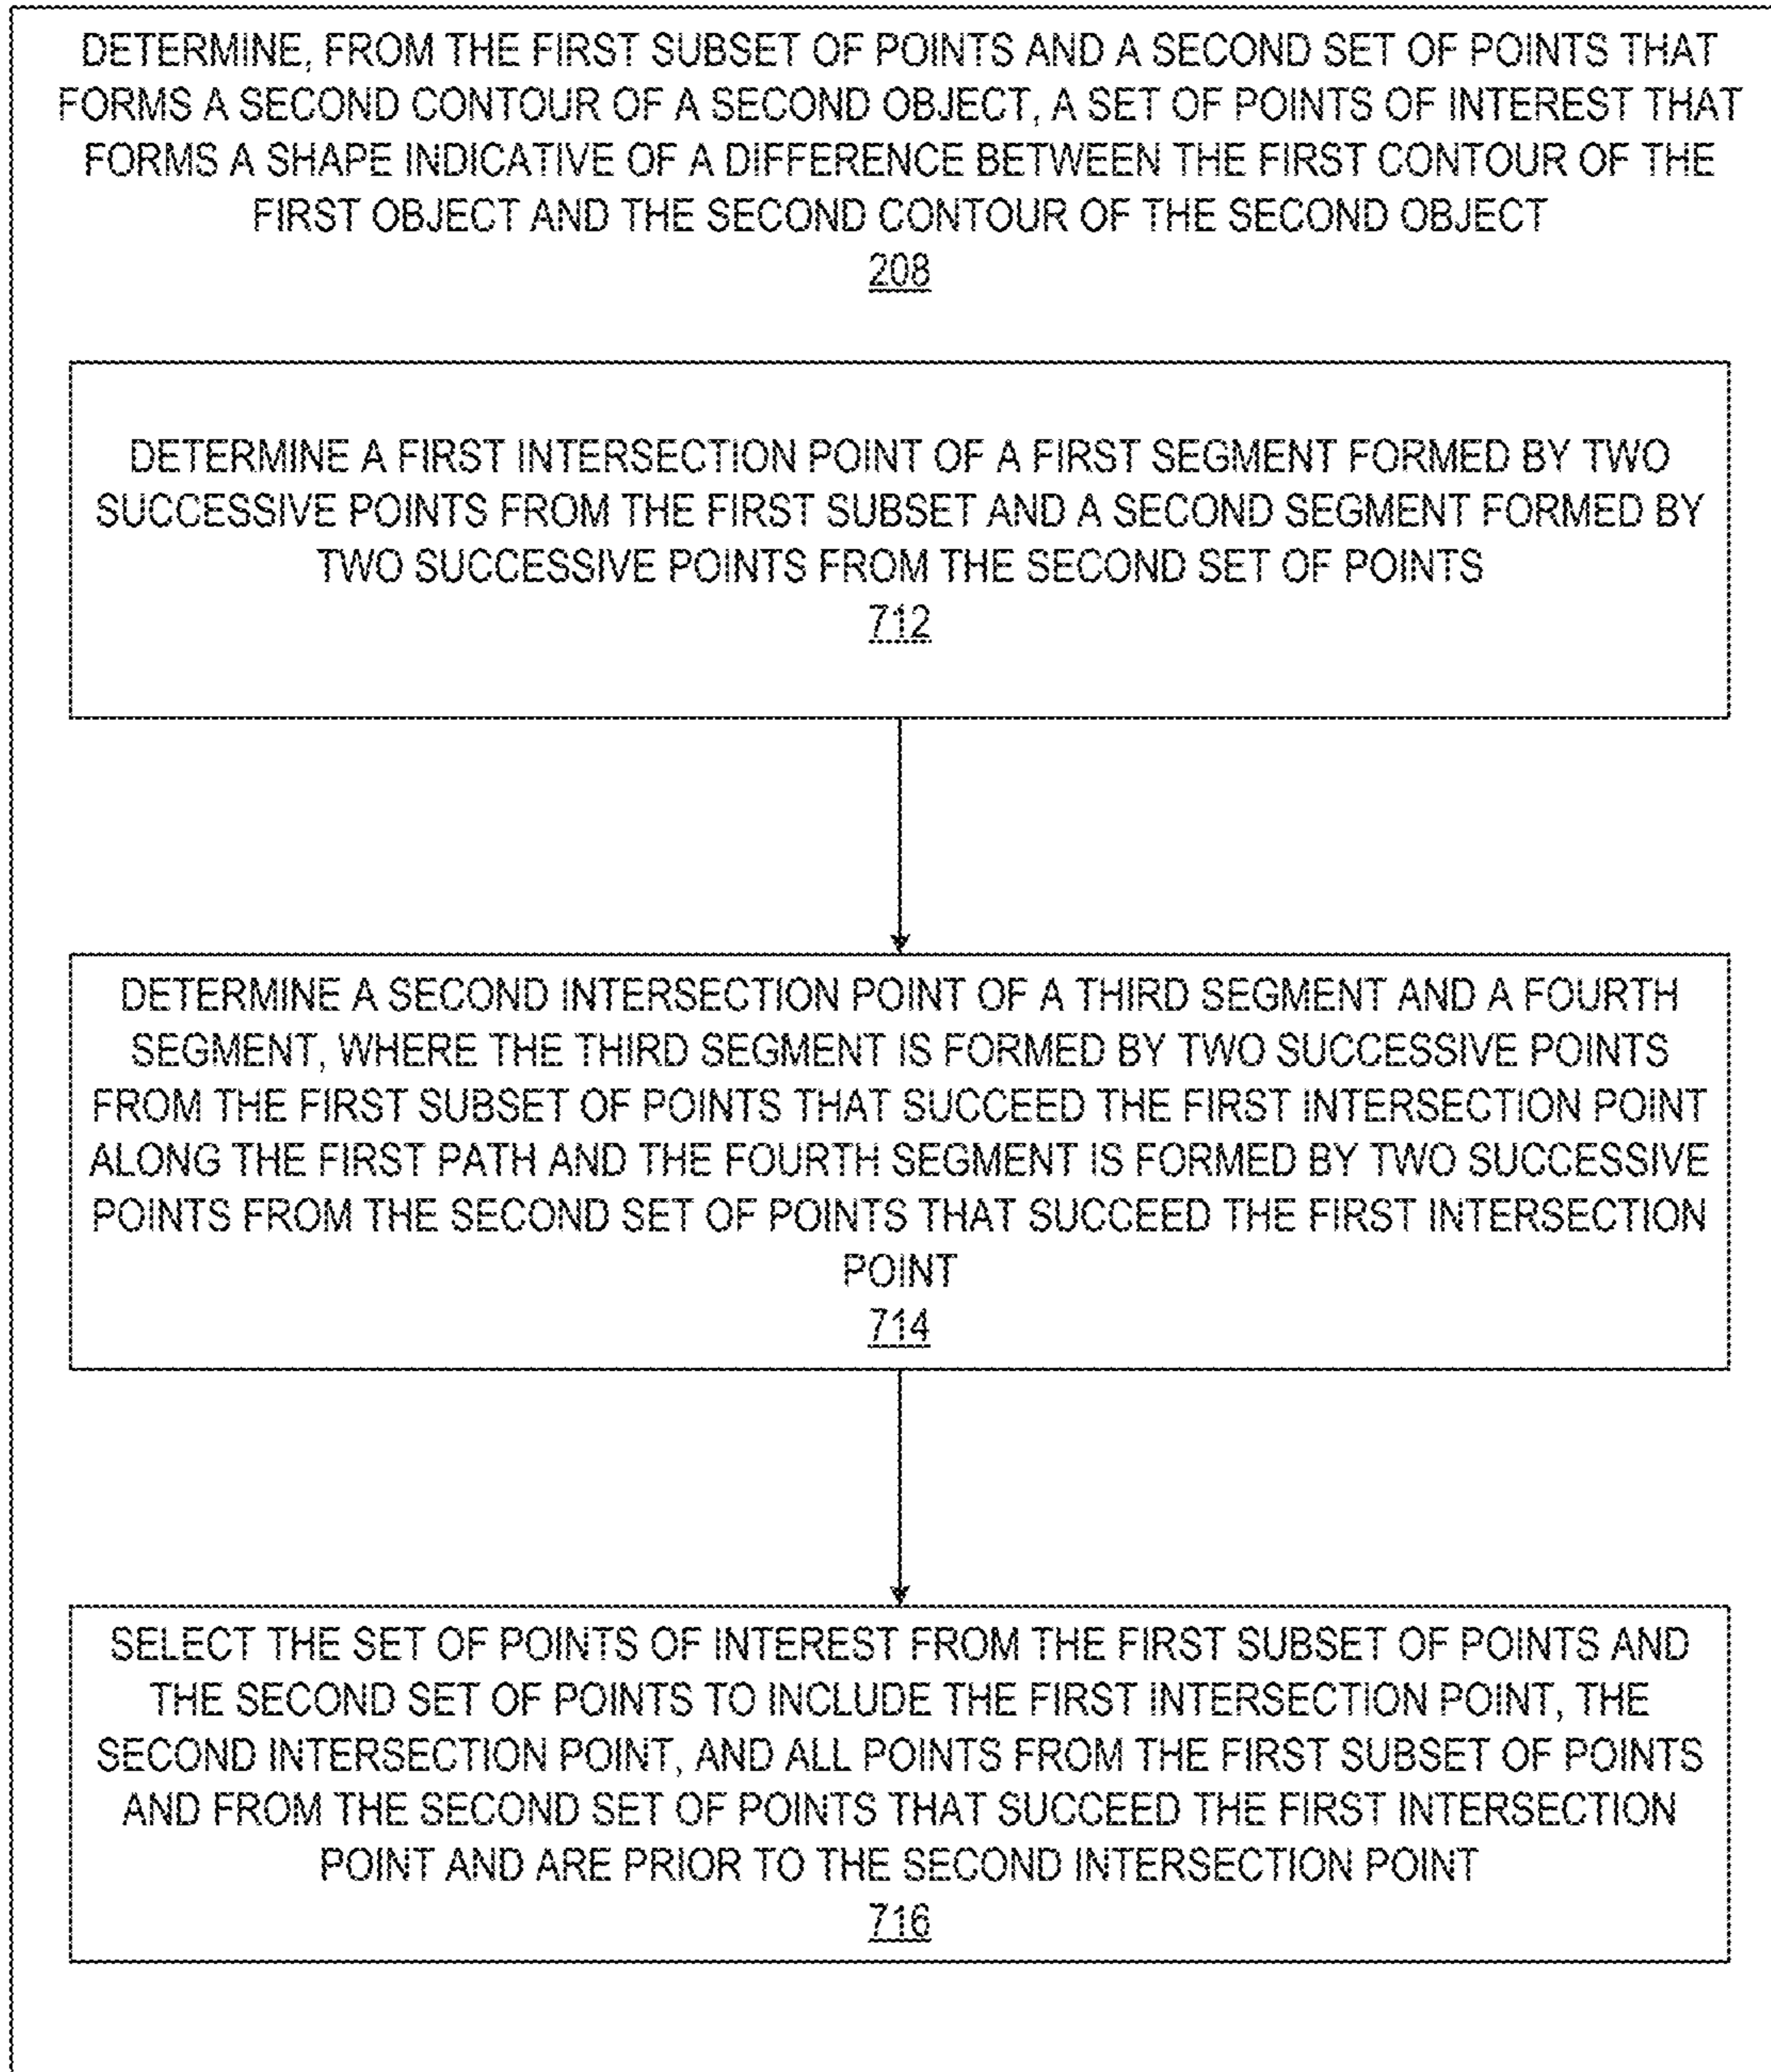 DETERMINE, FROM THE FIRST SUBSET OF POINTS AND A SECOND SET OF POINTS THAT
FORMS A SECOND CONTOUR OF A SECOND OBJECT, A SET OF POINTS OF INTEREST THAT
FORMS A SHAPE INDICATIVE OF A DIFFERENCE BETWEEN THE FIRST CONTOUR OF THE
FIRST OBJECT AND THE SECOND CONTOUR OF THE SECOND OBJECT
208
DETERMINE A FIRST INTERSECTION POINT OF A FIRST SEGMENT FORMED BY TWO
SUCCESSIVE POINTS FROM THE FIRST SUBSET AND A SECOND SEGMENT FORMED BY
TWO SUCCESSIVE POINTS FROM THE SECOND SET OF POINTS
712
DETERMINE A SECOND INTERSECTION POINT OF A THIRD SEGMENT AND A FOURTH
SEGMENT, WHERE THE THIRD SEGMENT IS FORMED BY TWO SUCCESSIVE POINTS
FROM THE FIRST SUBSET OF POINTS THAT SUCCEED THE FIRST INTERSECTION POINT
ALONG THE FIRST PATH AND THE FOURTH SEGMENT IS FORMED BY TWO SUCCESSIVE
POINTS FROM THE SECOND SET OF POINTS THAT SUCCEED THE FIRST INTERSECTION
POINT
714
SELECT THE SET OF POINTS OF INTEREST FROM THE FIRST SUBSET OF POINTS AND
THE SECOND SET OF POINTS TO INCLUDE THE FIRST INTERSECTION POINT, THE
SECOND INTERSECTION POINT, AND ALL POINTS FROM THE FIRST SUBSET OF POINTS
AND FROM THE SECOND SET OF POINTS THAT SUCCEED THE FIRST INTERSECTION
POINT AND ARE PRIOR TO THE SECOND INTERSECTION POINT
716